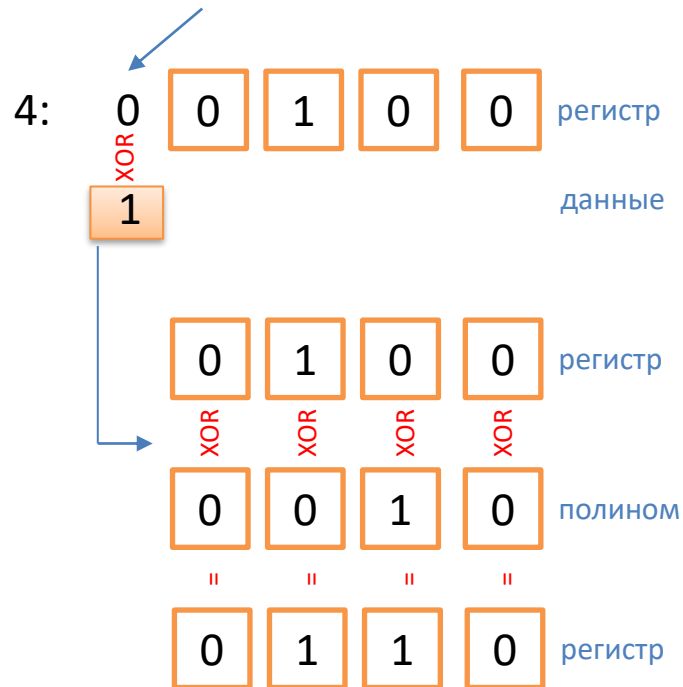 4: 0 0 1 0 0 регистр
XOR
1 данные
0 1 0 0 регистр
XOR XOR XOR XOR
0 0 1 0 полином
= = = =
0 1 1 0 регистр